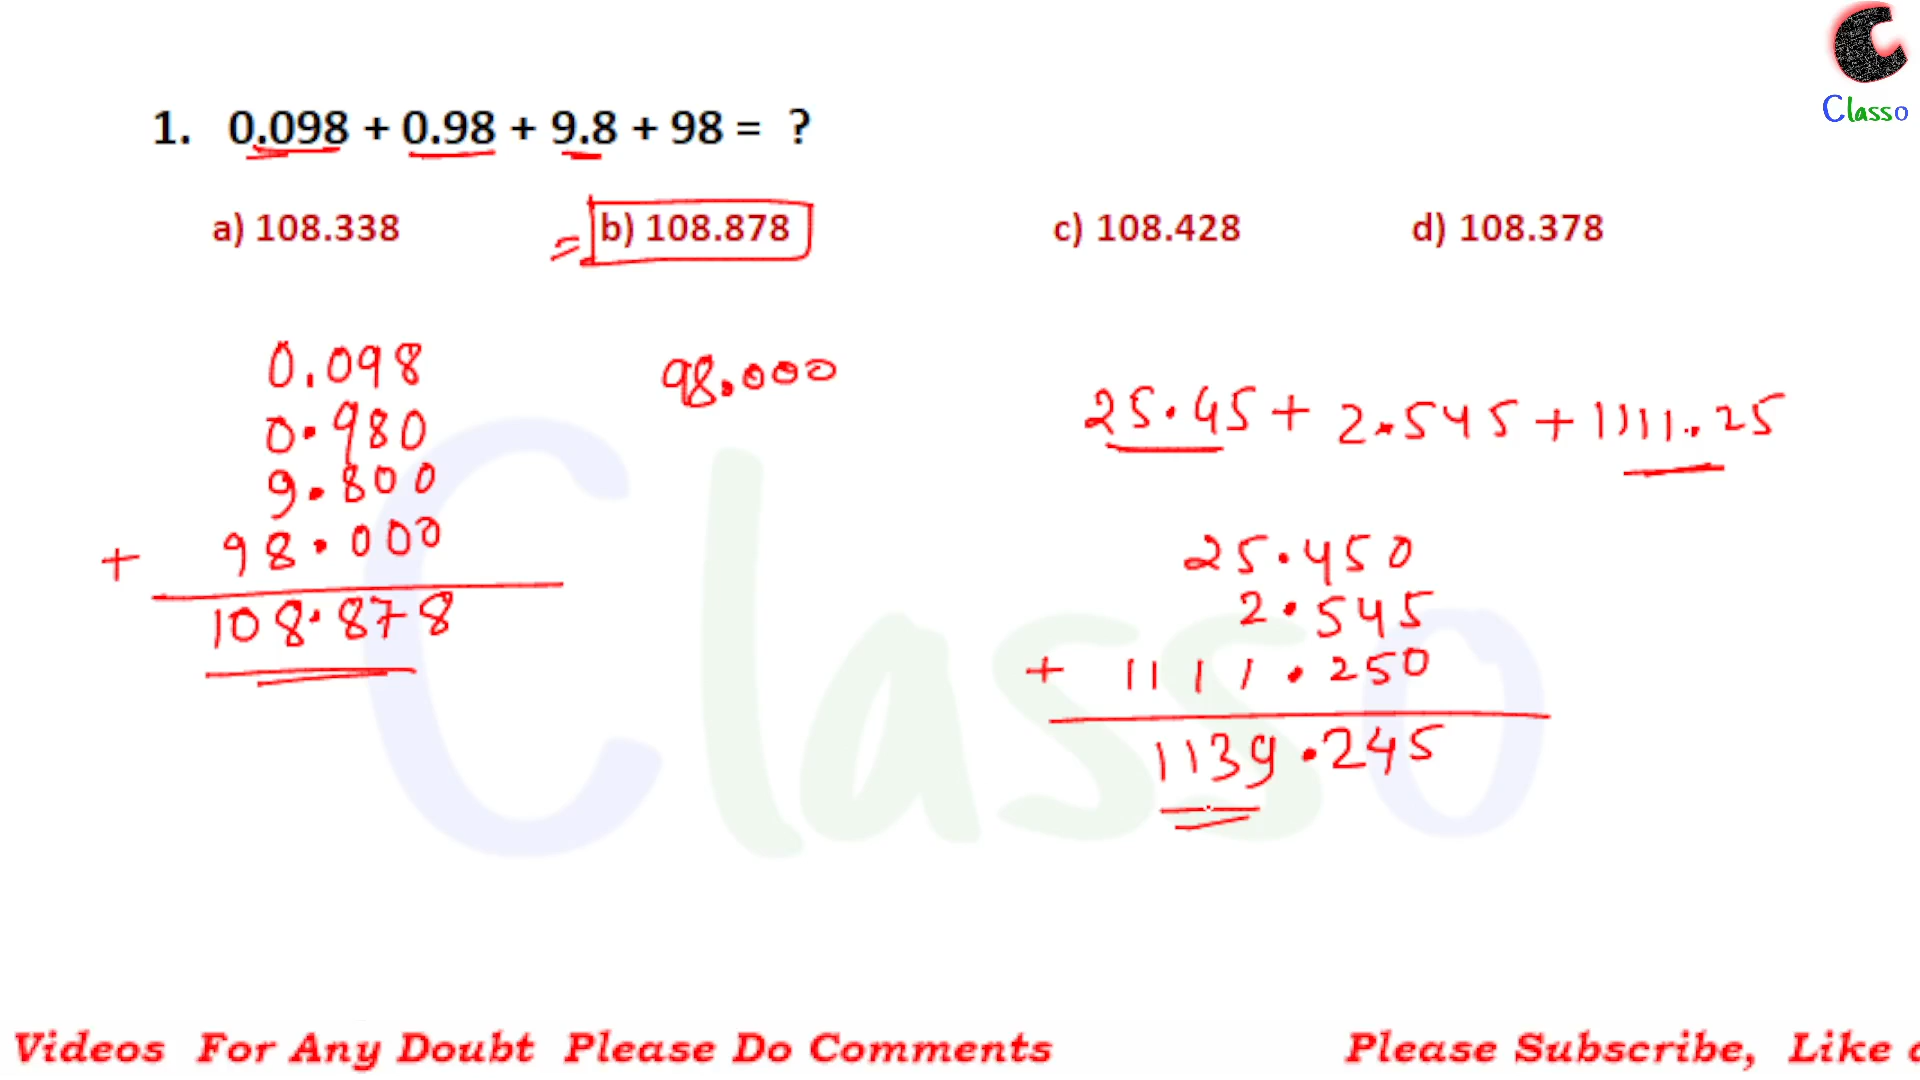 Classo
1. 0.098 + 0.98 + 9.8 + 98 = ?
a) 108.338 = b) 108.878 c) 108.428 d) 108.378
0.098
0.980
9.800
+ 98.000
108.878
98.000
25.45 + 2.545 + 1111.25
25.450
2.545
+ 1111.250
1139.245
Classo
Videos For Any Doubt Please Do Comments Please Subscribe, Like